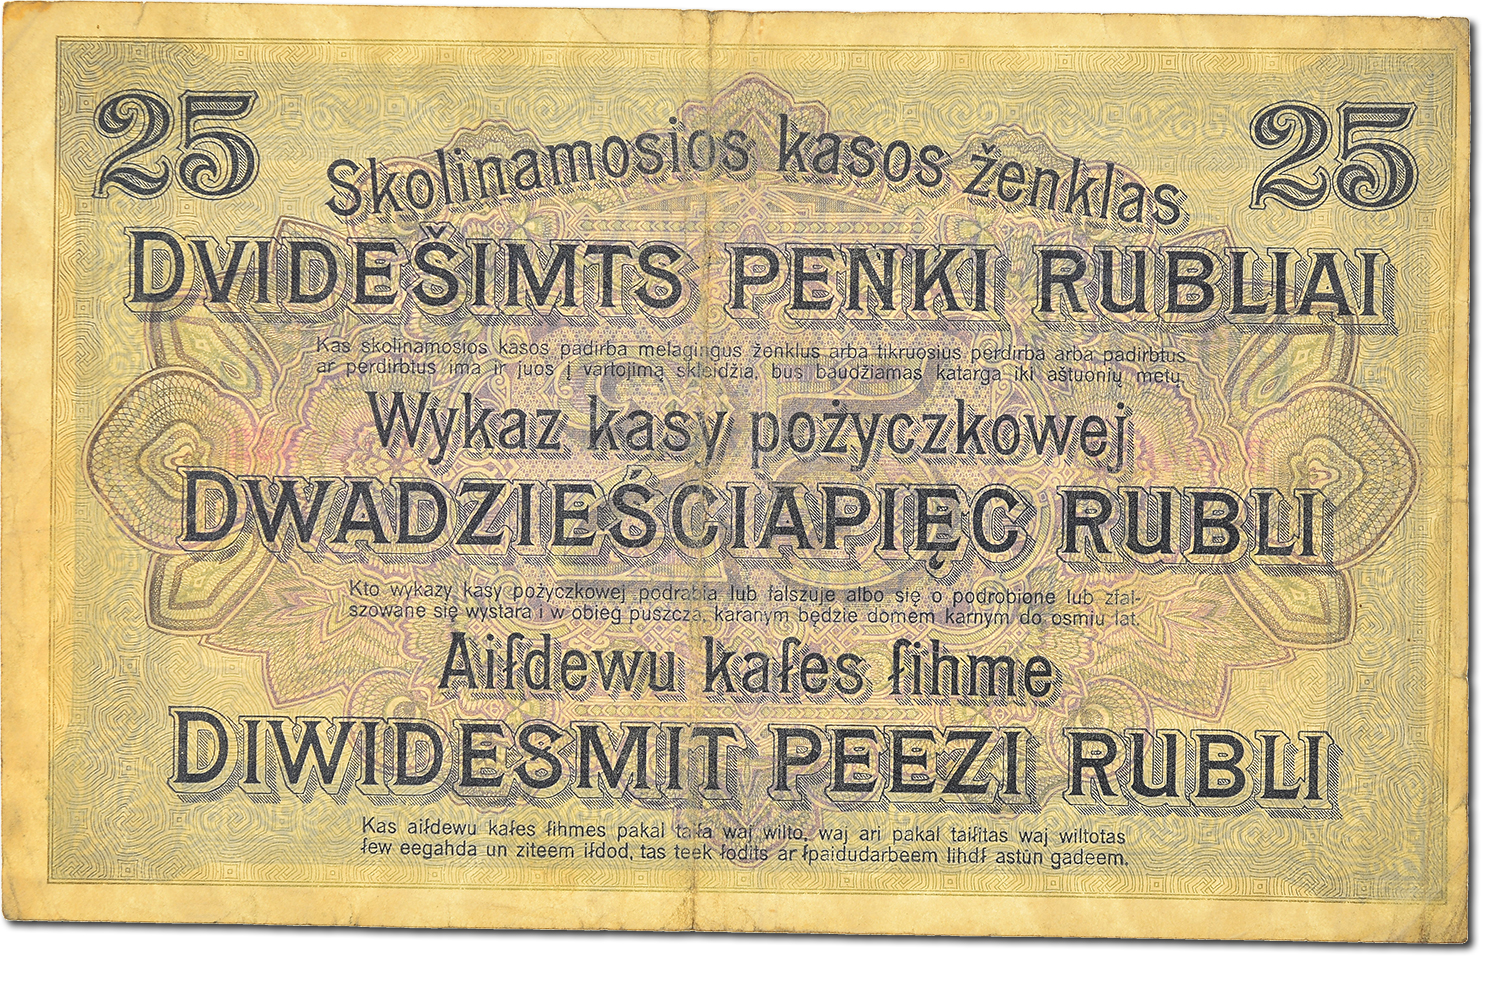 25
25
Skolinamosios kasos ženklas
DVIDEŠIMTS PENKI RUBLIAI
Kas skolinamosios kasos padirba melagingus ženklus arba tikruosius perdirba arba padirbtus
ar perdirbtus ima ir juos į vartojimą skleidžia, bus baudžiamas katarga iki aštuonių metų.
Wykaz kasy pożyczkowej
DWADZIEŚCIAPIĘC RUBLI
Kto wykazy kasy pożyczkowej podrabia lub fałszuje albo się o podrobione lub zfał-
szowane się wystara i w obieg puszcza, karanym będzie domem karnym do osmiu lat.
Aiſdewu kaſes ſihme
DIWIDESMIT PEEZI RUBLI
Kas aiſdewu kaſes ſihmes pakaļ taiſa waj wilto, waj ari pakaļ taiſitas waj wiltotas
ſew eegahda un ziteem iſdod, tas teek ſodits ar ſpaidudarbeem lihdſ astūn gadeem.